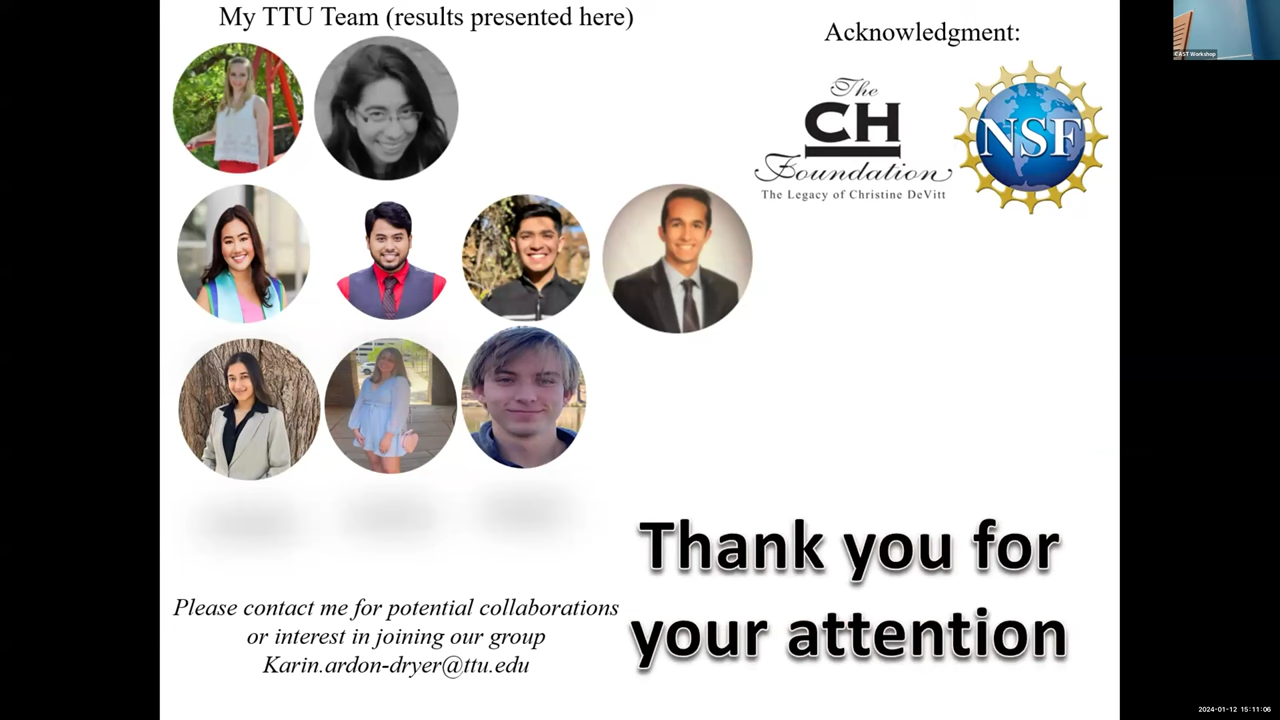 My TTU Team (results presented here)
Acknowledgment:
The
CH
Foundation
The Legacy of Christine DeVitt
NSF
CAST Workshop
Thank you for
your attention
Please contact me for potential collaborations
or interest in joining our group
Karin.ardon-dryer@ttu.edu
2024-01-12 15:11:06